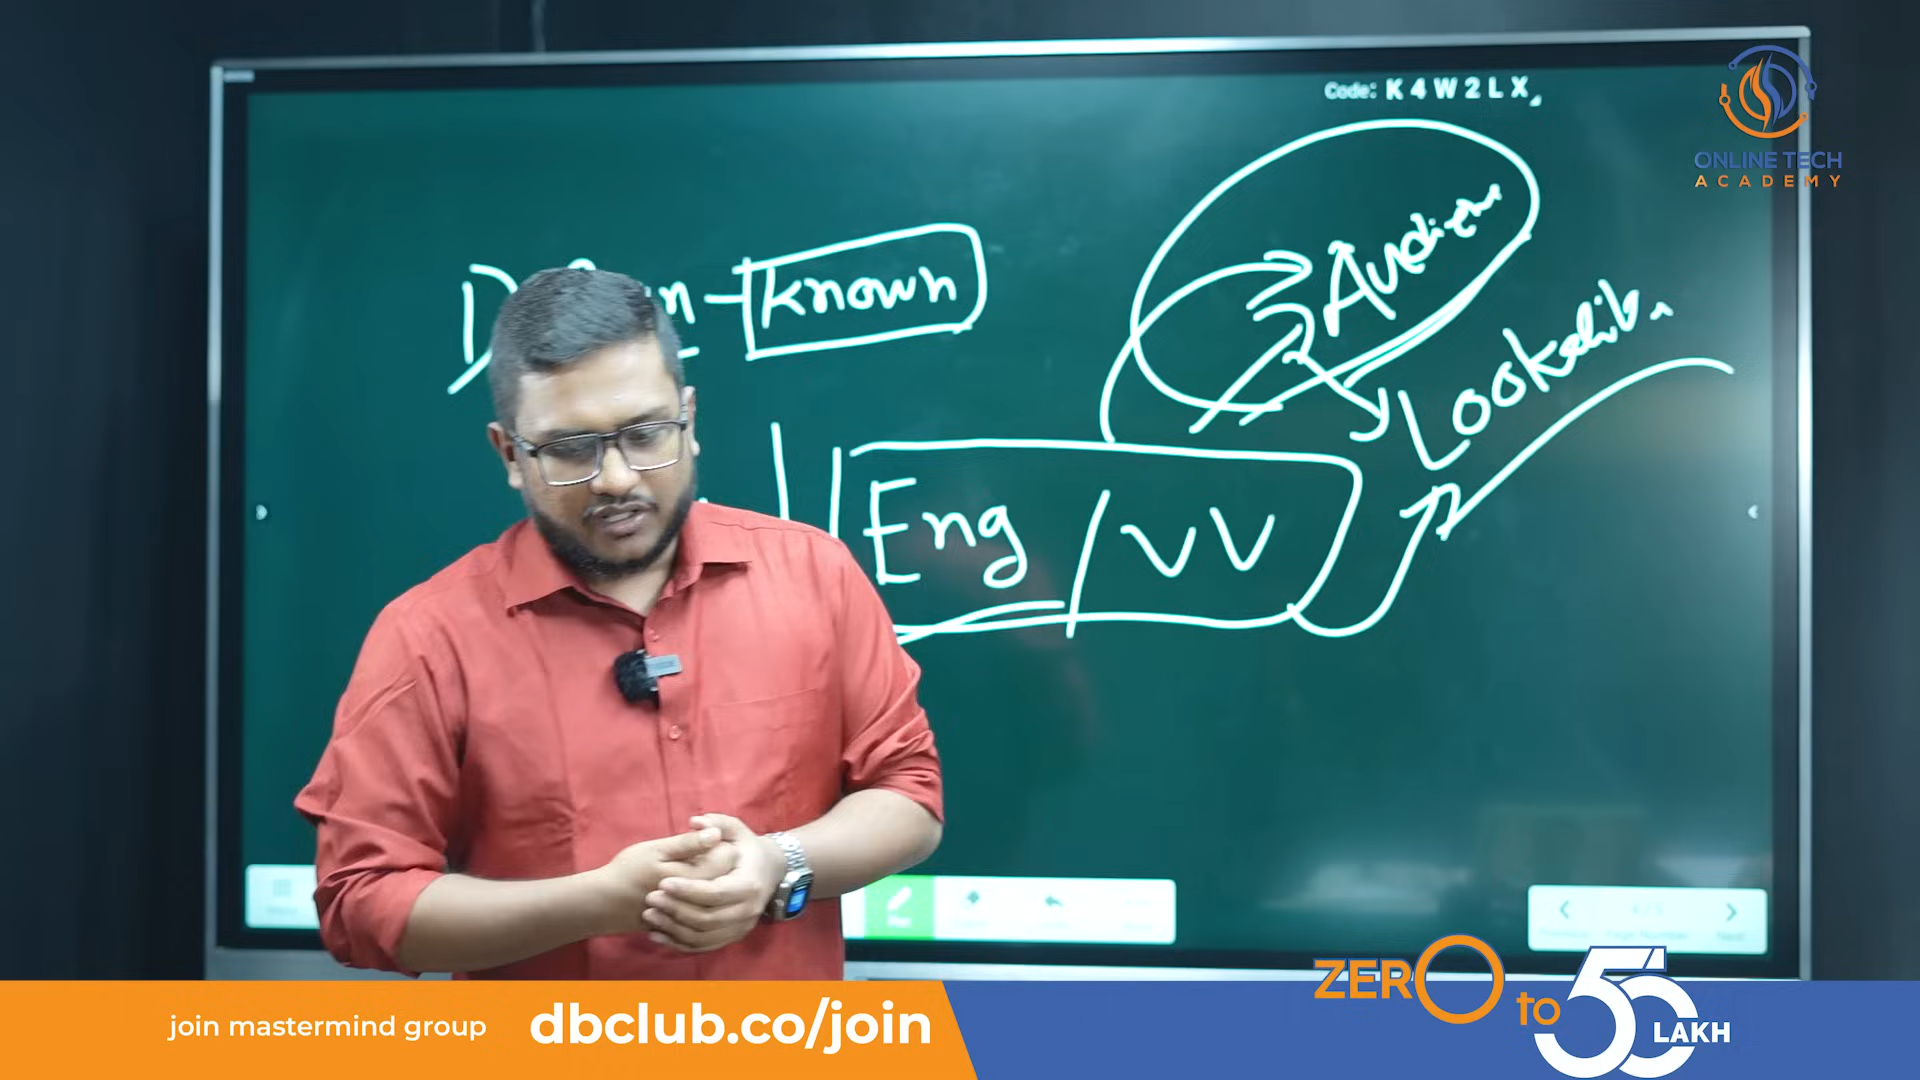 Code: K4W2LX
ONLINE TECH
ACADEMY
known
Audien
Eng/VV
join mastermind group
dbclub.co/join
ZERO to 50 LAKH